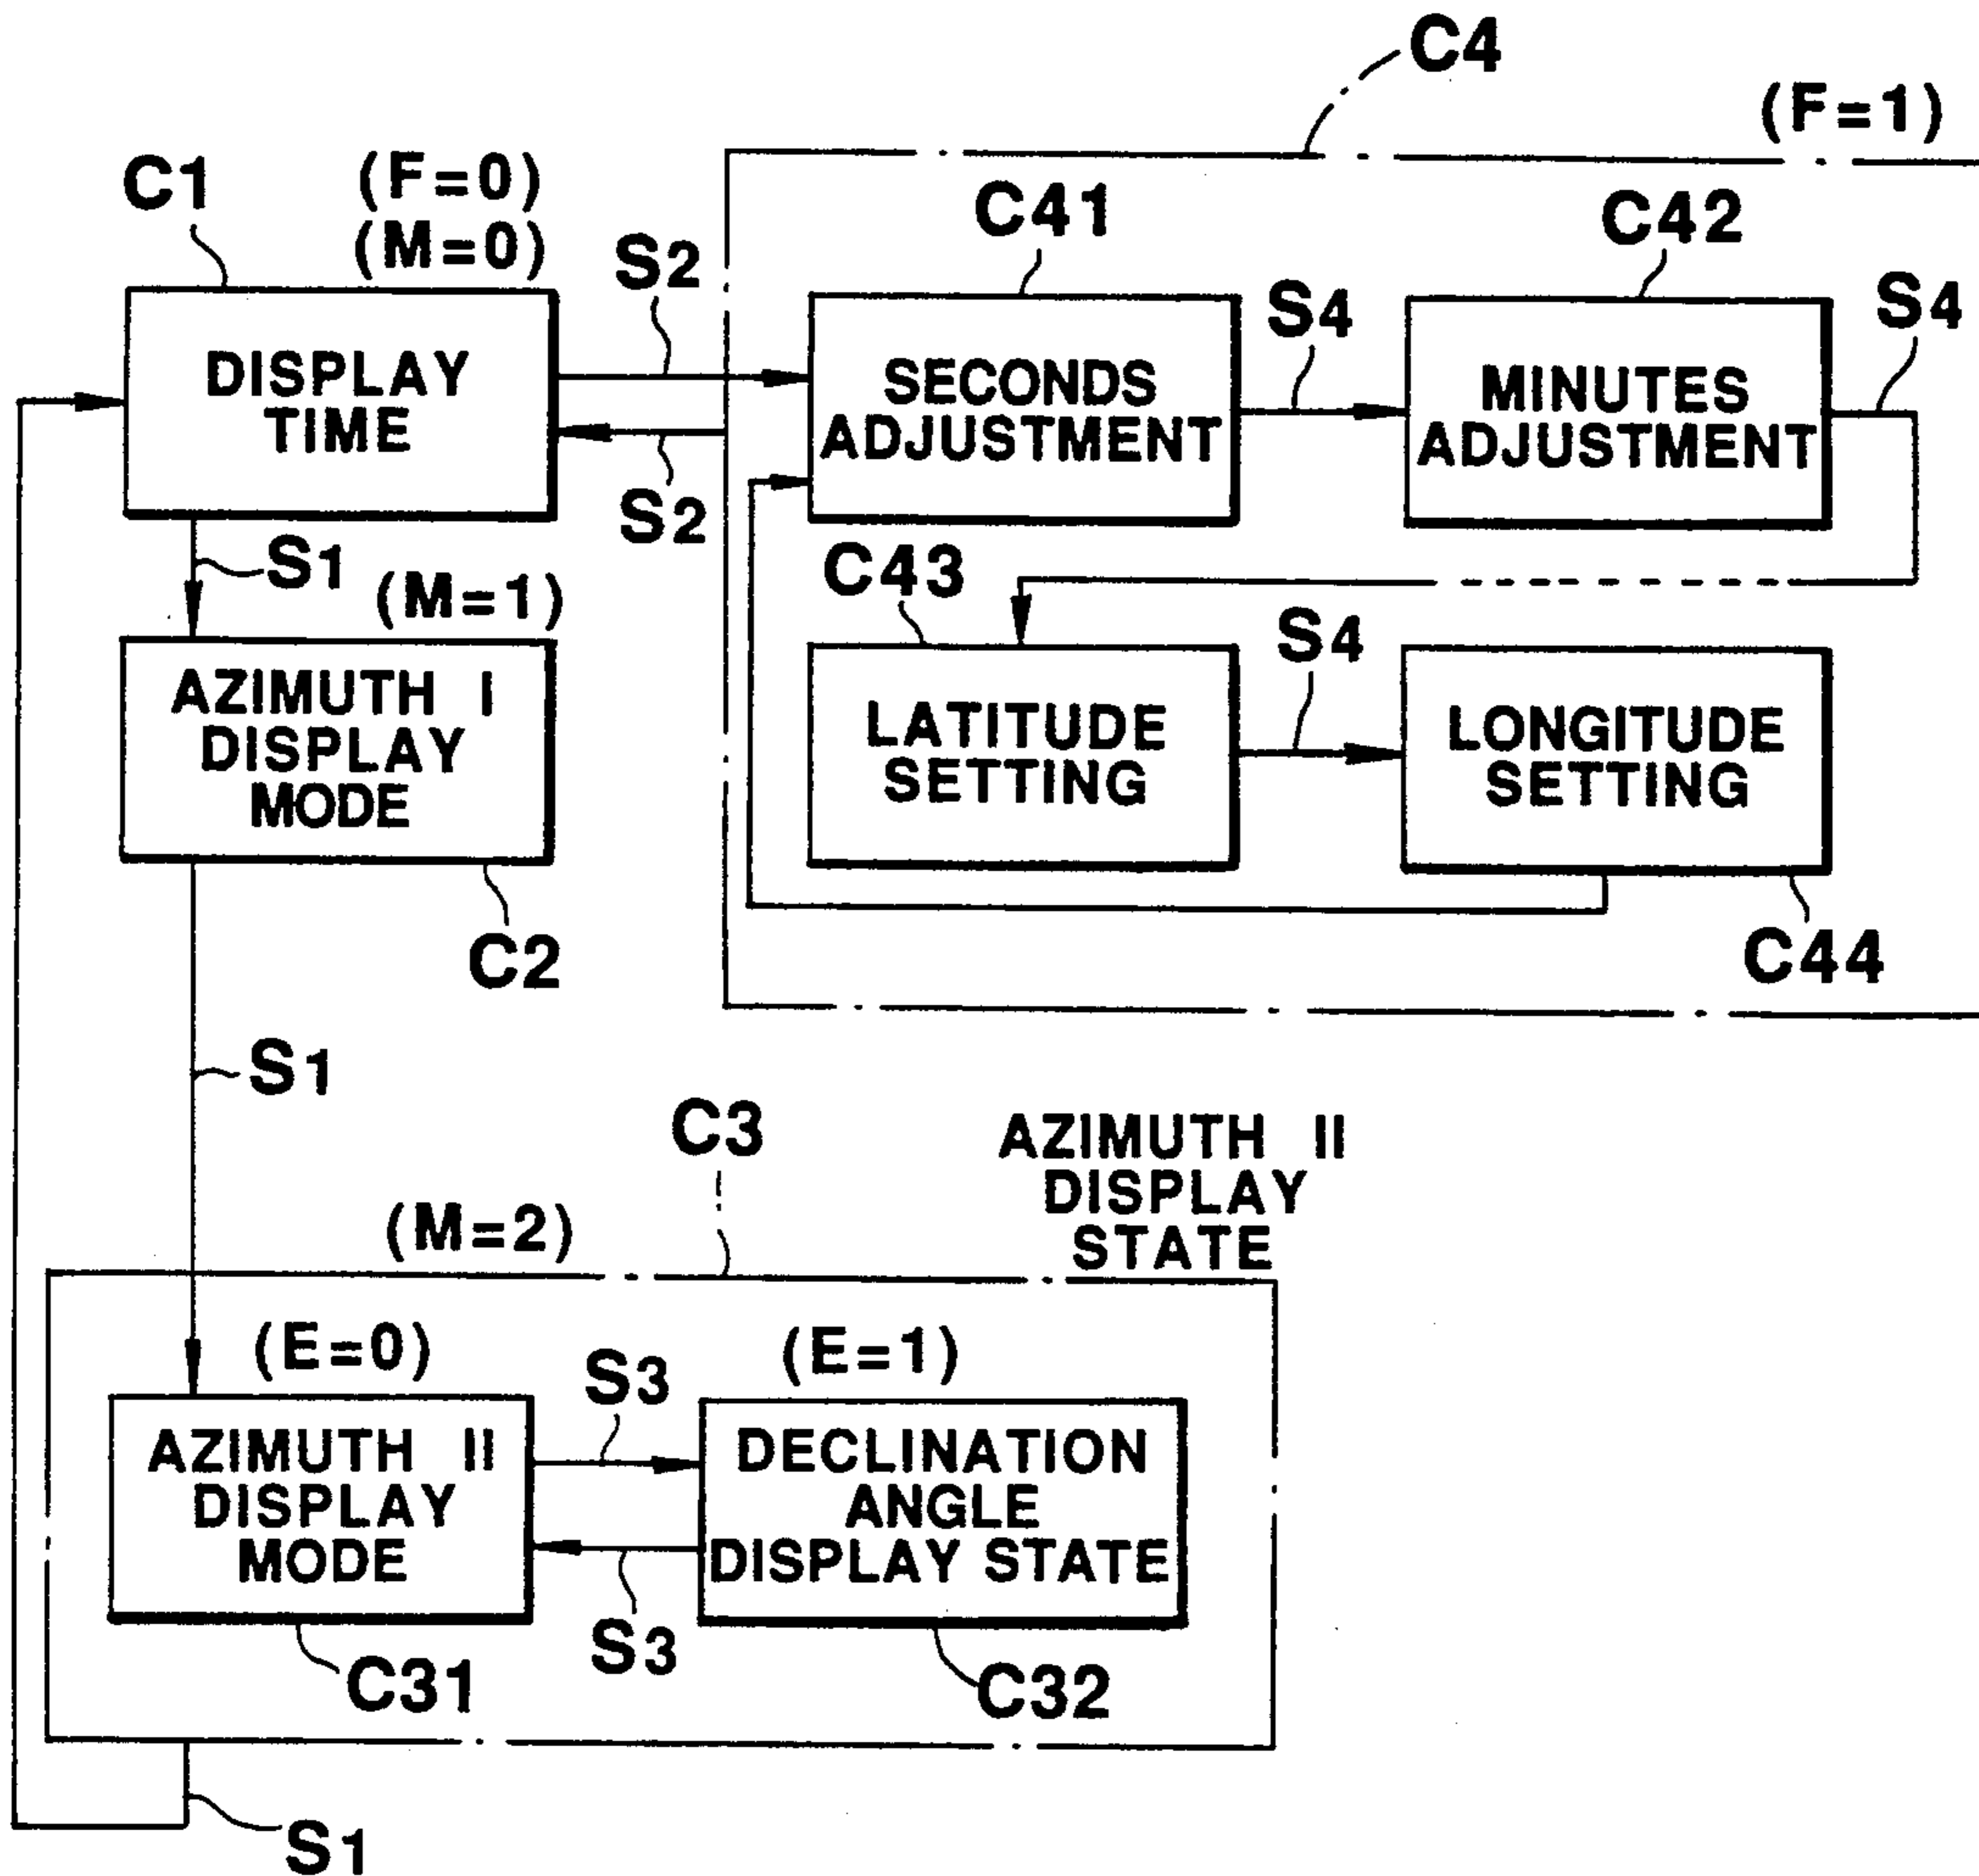 C4
(F=1)
C1
(F=0)
(M=0)
C41
C42
S2
S4
S4
DISPLAY
TIME
SECONDS
ADJUSTMENT
MINUTES
ADJUSTMENT
S2
S1
(M=1)
C43
S4
AZIMUTH I
DISPLAY
MODE
LATITUDE
SETTING
LONGITUDE
SETTING
C2
C44
S1
C3
AZIMUTH II
DISPLAY
STATE
(M=2)
(E=0)
S3
(E=1)
AZIMUTH II
DISPLAY
MODE
DECLINATION
ANGLE
DISPLAY STATE
S3
C31
C32
S1